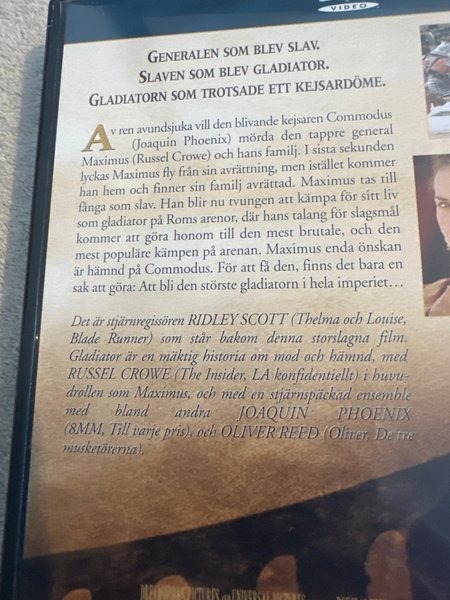 VIDEO
GENERALEN SOM BLEV SLAV.
SLAVEN SOM BLEV GLADIATOR.
GLADIATORN SOM TROTSADE ETT KEJSARDÖME.
Av ren avundsjuka vill den blivande kejsaren Commodus
(Joaquin Phoenix) mörda den tappre general
Maximus (Russel Crowe) och hans familj. I sista sekunden
lyckas Maximus fly från sin avrättning, men istället kommer
han hem och finner sin familj avrättad. Maximus tas till
fånga som slav. Han blir nu tvungen att kämpa för sitt liv
som gladiator på Roms arenor, där hans talang för slagsmål
kommer att göra honom till den mest brutale, och den
mest populäre kämpen på arenan. Maximus enda önskan
är hämnd på Commodus. För att få den, finns det bara en
sak att göra: Att bli den störste gladiatorn i hela imperiet…
Det är stjärnregissören RIDLEY SCOTT (Thelma och Louise,
Blade Runner) som står bakom denna storslagna film.
Gladiator är en mäktig historia om mod och hämnd, med
RUSSEL CROWE (The Insider, LA konfidentiellt) i huvu-
drollen som Maximus, och med en stjärnspäckad ensemble
med bland andra JOAQUIN PHOENIX
(8MM, Till varje pris), och OLIVER REED (Oliver, De tre
musketörerna).
DREAMWORKS PICTURES AND UNIVERSAL PICTURES